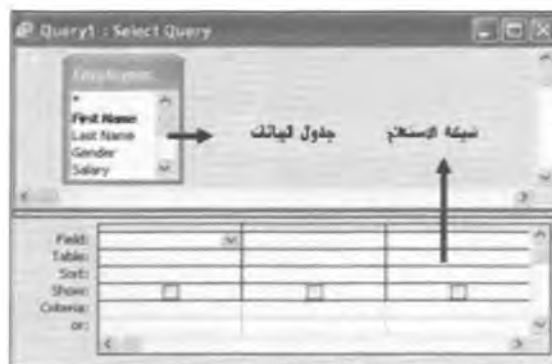 Query1 : Select Query
*
First Name
Last Name
Gender
Salary
جدول البيانات
شبكة الاستعلام
Field:
Table:
Sort:
Show:
Criteria:
or: